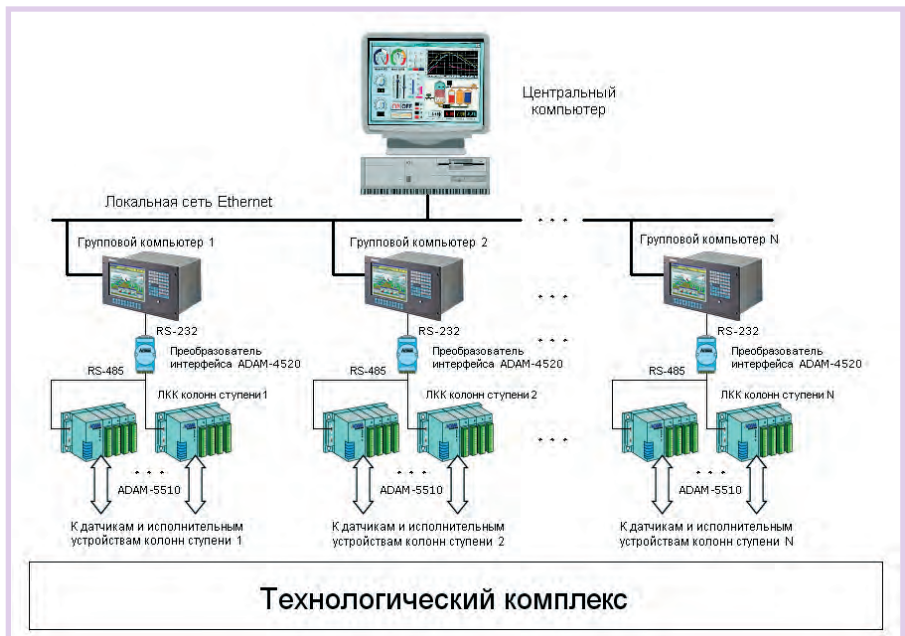 Центральный
компьютер
Локальная сеть Ethernet
Групповой компьютер 1
Групповой компьютер 2
Групповой компьютер N
RS-232
RS-232
RS-232
Преобразователь
интерфейса ADAM-4520
Преобразователь
интерфейса ADAM-4520
Преобразователь
интерфейса ADAM-4520
RS-485
RS-485
RS-485
ЛКК колонн ступени 1
ЛКК колонн ступени 2
ЛКК колонн ступени N
ADAM-5510
ADAM-5510
ADAM-5510
К датчикам и исполнительным
устройствам колонн ступени 1
К датчикам и исполнительным
устройствам колонн ступени 2
К датчикам и исполнительным
устройствам колонн ступени N
Технологический комплекс